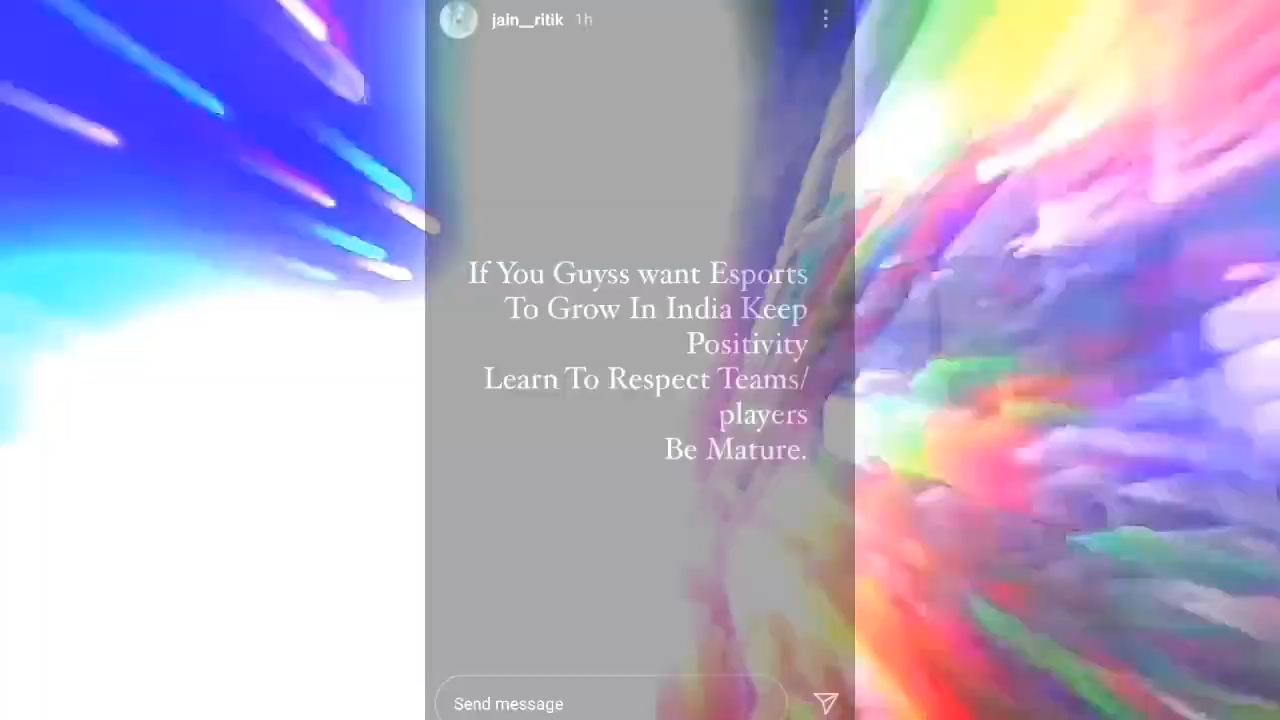 jain__ritik 1h
If You Guyss want Esports
To Grow In India Keep
Positivity
Learn To Respect Teams/
players
Be Mature.
Send message